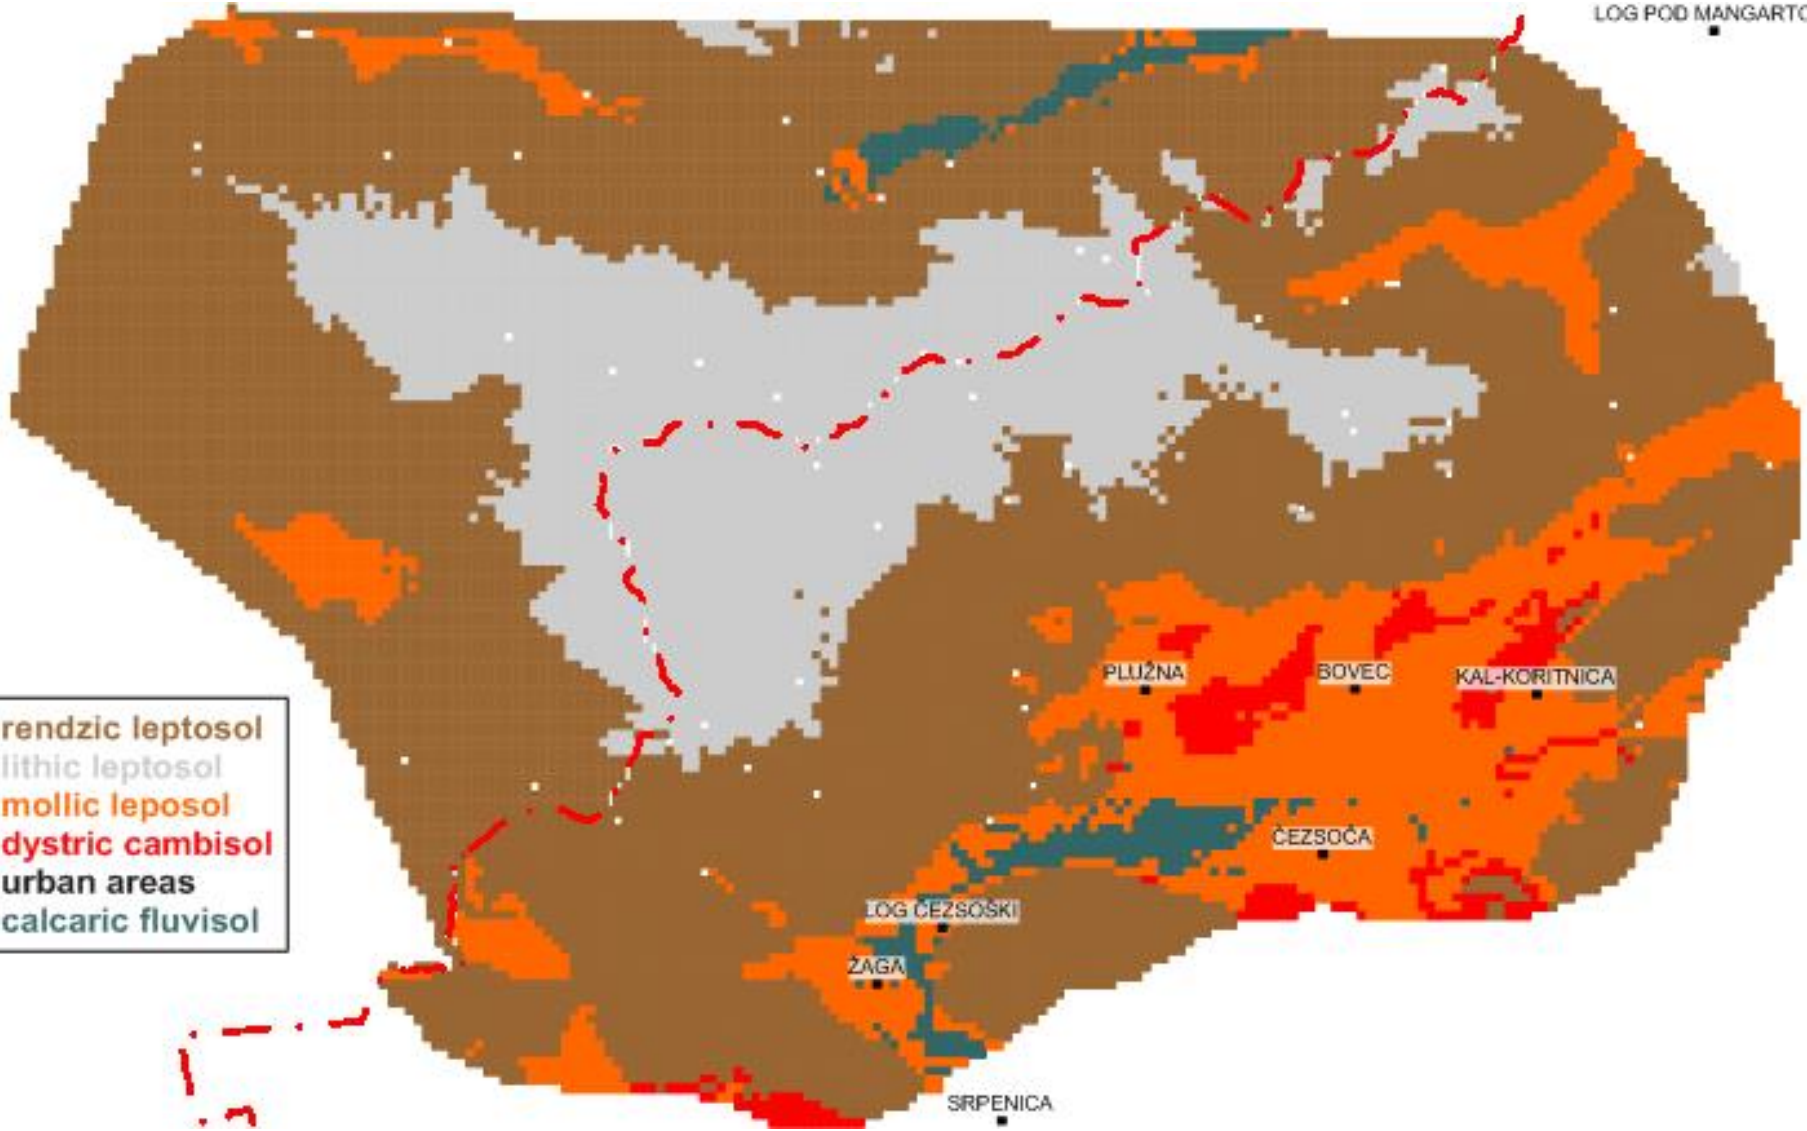 LOG POD MANGARTO
PLUŽNA
BOVEC
KAL-KORITNICA
rendzic leptosol
lithic leptosol
mollic leposol
dystric cambisol
urban areas
calcaric fluvisol
ČEZSOČA
LOG ČEZSOŠKI
ŽAGA
SRPENICA